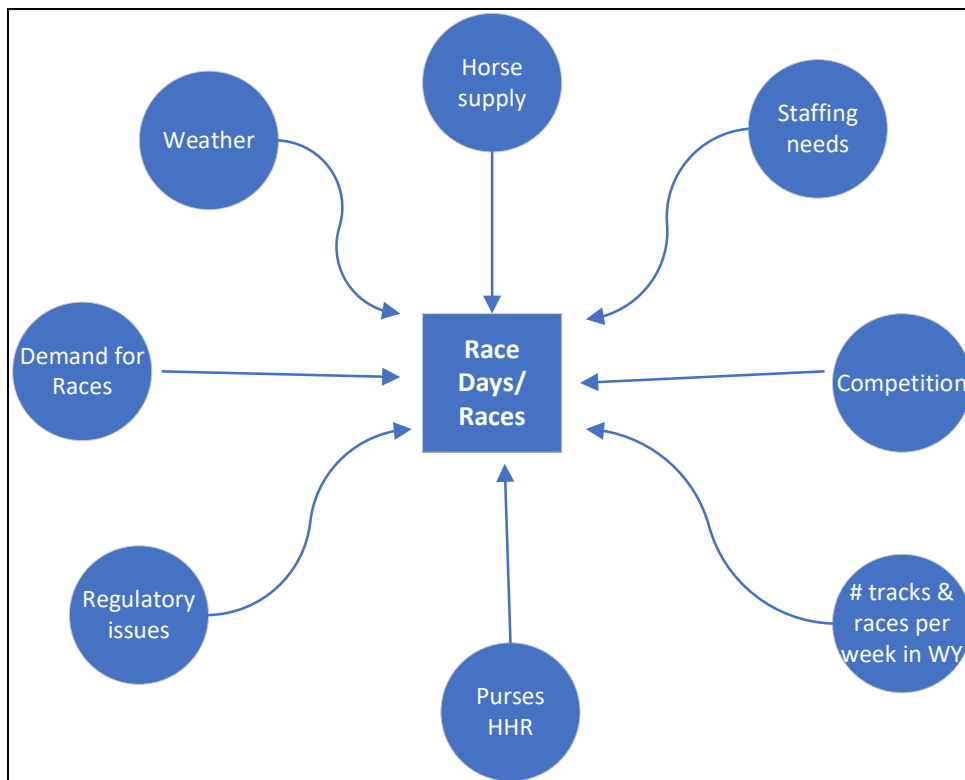 Horse
supply
Weather
Staffing
needs
Race
Days/
Races
Demand for
Races
Competition
Regulatory
issues
# tracks &
races per
week in WY
Purses
HHR